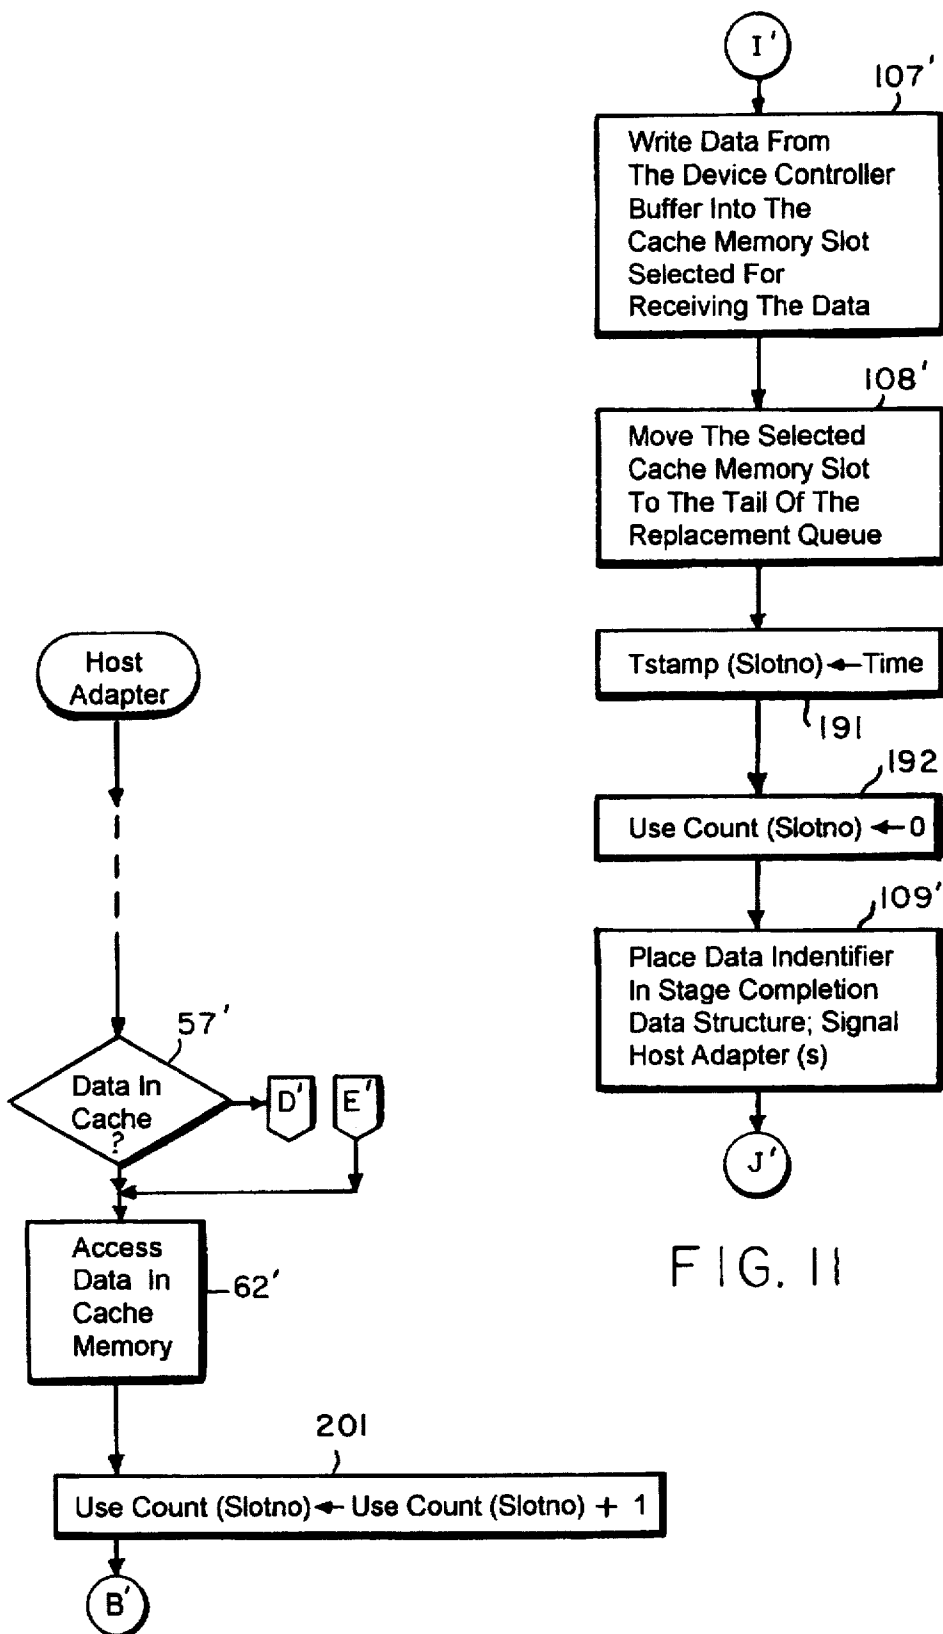 I'
107'
Write Data From
The Device Controller
Buffer Into The
Cache Memory Slot
Selected For
Receiving The Data
108'
Move The Selected
Cache Memory Slot
To The Tail Of The
Replacement Queue
Tstamp (Slotno) ← Time
191
192
Use Count (Slotno) ← 0
109'
Place Data Indentifier
In Stage Completion
Data Structure; Signal
Host Adapter (s)
J'
FIG. 11
Host
Adapter
57'
Data In
Cache
?
D'
E'
Access
Data In
Cache
Memory
62'
201
Use Count (Slotno) ← Use Count (Slotno) + 1
B'